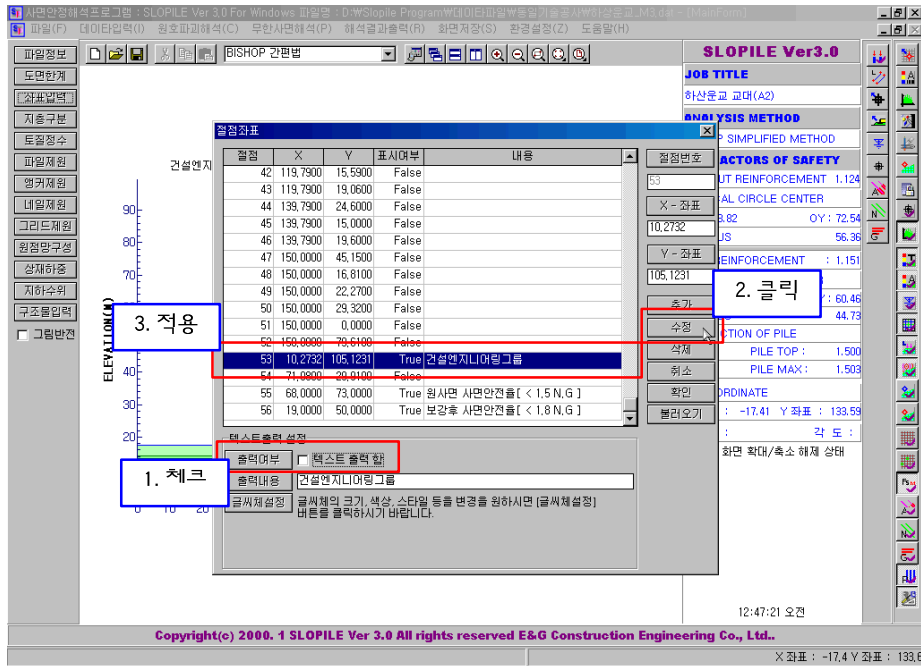 사면안정해석프로그램 : SLOPILE Ver 3.0 For Windows 파일명 : D:₩Slopile Program₩데이타파일₩동일기술공사₩하산운교_M3.dat - [Main]
파일(F) 데이타입력(I) 원호파괴해석(C) 무한사면해석(P) 해석결과출력(R) 화면저장(S) 환경설정(Z) 도움말(H)
파일정보
도면한계
좌표입력
지층구분
토질정수
파일제원
앵커제원
네일제원
그리드제원
원점망구성
상재하중
지하수위
구조물입력
그림반전
BISHOP 간편법
건설엔지
ELEVATION(M)
90
80
70
40
30
20
0 10 20
절점좌표
절점 X Y 표시여부 내용
42 119,7900 15,5900 False
43 119,7900 19,0600 False
44 139,7900 24,6000 False
45 139,7900 15,0000 False
46 139,7900 19,6000 False
47 150,0000 45,1500 False
48 150,0000 16,8100 False
49 150,0000 22,2700 False
50 150,0000 29,3200 False
51 150,0000 0,0000 False
52 150,0000 79,6100 False
53 10,2732 105,1231 True 건설엔지니어링그룹
54 71,0800 29,9100 False
55 68,0000 73,0000 True 원사면 사면안전율[ < 1,5 N,G ]
56 19,0000 50,0000 True 보강후 사면안전율[ < 1,8 N,G ]
절점번호
53
X - 좌표
10,2732
Y - 좌표
105,1231
추가
수정
삭제
취소
확인
불러오기
텍스트출력 설정
출력여부 텍스트 출력 함
출력내용 건설엔지니어링그룹
글씨체설정 글씨체의 크기, 색상, 스타일 등을 변경을 원하시면 [글씨체설정]
버튼를 클릭하시기 바랍니다.
1. 체크
2. 클릭
3. 적용
SLOPILE Ver3.0
JOB TITLE
하산운교 교대(A2)
ANALYSIS METHOD
P SIMPLIFIED METHOD
ACTORS OF SAFETY
UT REINFORCEMENT 1.124
AL CIRCLE CENTER
3.82 OY : 72.54
US 56.36
EINFORCEMENT : 1.151
: 60.46
44.73
CTION OF PILE
PILE TOP : 1.500
PILE MAX : 1.503
ORDINATE
: -17.41 Y 좌표 : 133.59
: 각 도 :
화면 확대/축소 해제 상태
12:47:21 오전
Copyright(c) 2000. 1 SLOPILE Ver 3.0 All rights reserved E&G Construction Engineering Co., Ltd..
X 좌표 : -17,4 Y 좌표 : 133,6